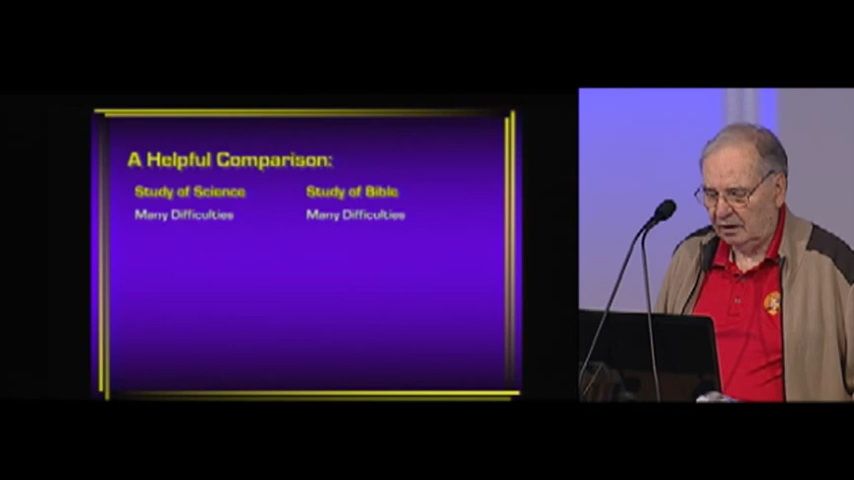 A Helpful Comparison:
Study of Science Study of Bible
Many Difficulties Many Difficulties